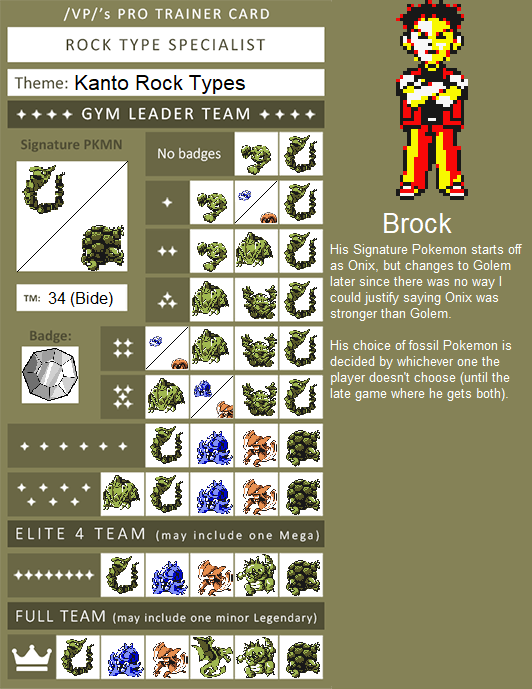 /VP/'s PRO TRAINER CARD
ROCK TYPE SPECIALIST
Theme: Kanto Rock Types
GYM LEADER TEAM
Signature PKMN
No badges
TM: 34 (Bide)
Badge:
ELITE 4 TEAM (may include one Mega)
FULL TEAM (may include one minor Legendary)
Brock
His Signature Pokemon starts off
as Onix, but changes to Golem
later since there was no way I
could justify saying Onix was
stronger than Golem.
His choice of fossil Pokemon is
decided by whichever one the
player doesn't choose (until the
late game where he gets both).